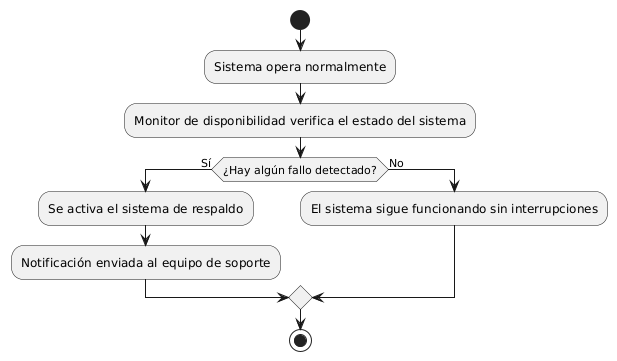 Sistema opera normalmente
Monitor de disponibilidad verifica el estado del sistema
¿Hay algún fallo detectado?
Sí
No
Se activa el sistema de respaldo
El sistema sigue funcionando sin interrupciones
Notificación enviada al equipo de soporte